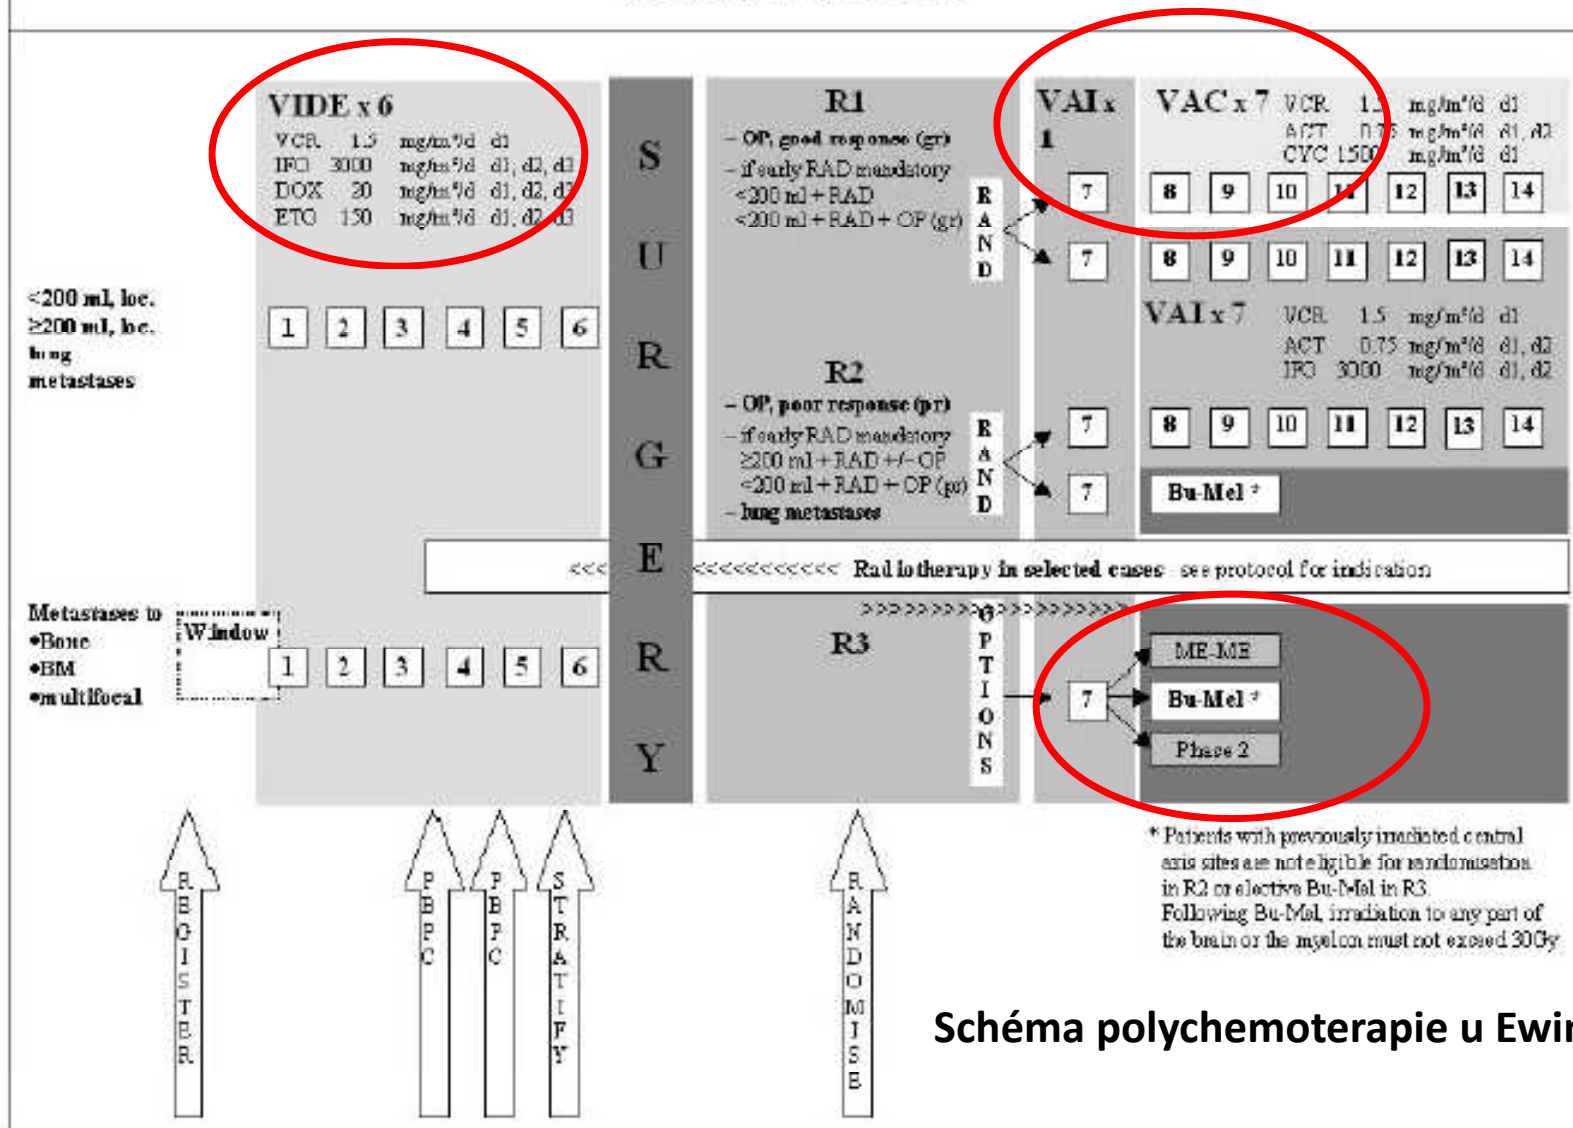 VIDE x 6
VCR 1.5 mg/m²/d d1
IFO 3000 mg/m²/d d1, d2, d3
DOX 20 mg/m²/d d1, d2, d3
ETO 150 mg/m²/d d1, d2, d3
<200 ml, loc.
≥200 ml, loc.
lung
metastases
1 2 3 4 5 6
SURGERY
R1
– OP, good response (gr)
– if early RAD mandatory
<200 ml + RAD
<200 ml + RAD + OP (gr)
RAND
VAI x
1
7
7
VAC x 7
VCR 1.5 mg/m²/d d1
ACT 0.75 mg/m²/d d1, d2
CYC 1500 mg/m²/d d1
8 9 10 11 12 13 14
8 9 10 11 12 13 14
VAI x 7
VCR 1.5 mg/m²/d d1
ACT 0.75 mg/m²/d d1, d2
IFO 3000 mg/m²/d d1, d2
R2
– OP, poor response (pr)
– if early RAD mandatory
≥200 ml + RAD +/- OP
<200 ml + RAD + OP (pr)
– lung metastases
RAND
7
7
8 9 10 11 12 13 14
Bu-Mel *
<<< <<<<<<<<<<< Radiotherapy in selected cases - see protocol for indication
>>>>>>>>>>>>>>>>>>>>
Metastases to
•Bone
•BM
•multifocal
Window
1 2 3 4 5 6
R3
OPTIONS
7
ME-ME
Bu-Mel *
Phase 2
REGISTER
PBPC
PBPC
STRATIFY
RANDOMISE
* Patients with previously irradiated central
axis sites are not eligible for randomisation
in R2 or elective Bu-Mel in R3.
Following Bu-Mel, irradiation to any part of
the brain or the myelon must not exceed 30Gy
Schéma polychemoterapie u Ewin